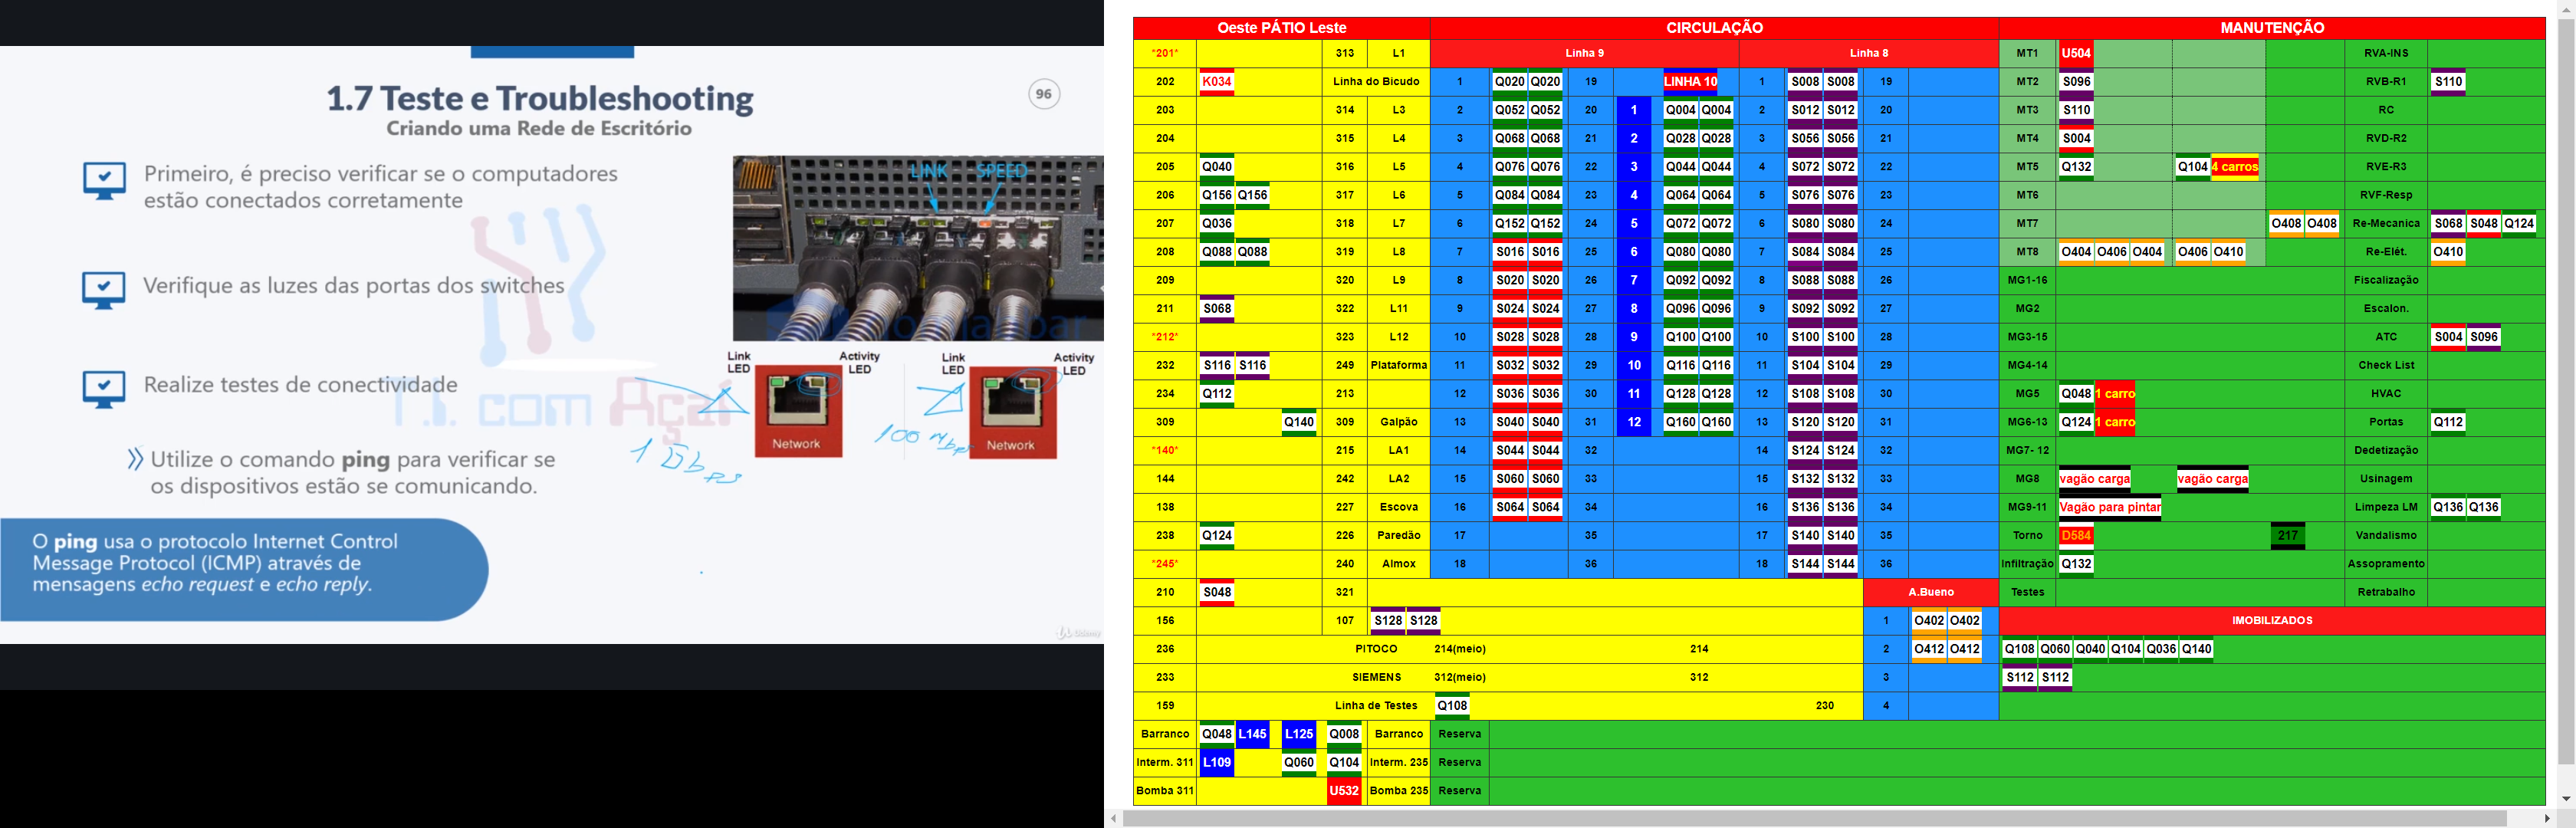 1.7 Teste e Troubleshooting
96
Criando uma Rede de Escritório
Primeiro, é preciso verificar se o computadores
estão conectados corretamente
Verifique as luzes das portas dos switches
Realize testes de conectividade
Utilize o comando ping para verificar se
os dispositivos estão se comunicando.
O ping usa o protocolo Internet Control
Message Protocol (ICMP) através de
mensagens echo request e echo reply.
T.I. com Açaí
LINK SPEED
Link LED Activity LED Link LED Activity LED
Network Network
1 Gbps 100 Mbps
Udemy
Oeste PÁTIO Leste CIRCULAÇÃO MANUTENÇÃO
*201* 313 L1 Linha 9 Linha 8 MT1 U504 RVA-INS
202 K034 Linha do Bicudo 1 Q020 Q020 19 LINHA 10 1 S008 S008 19 MT2 S096 RVB-R1 S110
203 314 L3 2 Q052 Q052 20 1 Q004 Q004 2 S012 S012 20 MT3 S110 RC
204 315 L4 3 Q068 Q068 21 2 Q028 Q028 3 S056 S056 21 MT4 S004 RVD-R2
205 Q040 316 L5 4 Q076 Q076 22 3 Q044 Q044 4 S072 S072 22 MT5 Q132 Q104 4 carros RVE-R3
206 Q156 Q156 317 L6 5 Q084 Q084 23 4 Q064 Q064 5 S076 S076 23 MT6 RVF-Resp
207 Q036 318 L7 6 Q152 Q152 24 5 Q072 Q072 6 S080 S080 24 MT7 O408 O408 Re-Mecanica S068 S048 Q124
208 Q088 Q088 319 L8 7 S016 S016 25 6 Q080 Q080 7 S084 S084 25 MT8 O404 O406 O404 O406 O410 Re-Elét. O410
209 320 L9 8 S020 S020 26 7 Q092 Q092 8 S088 S088 26 MG1-16 Fiscalização
211 S068 322 L11 9 S024 S024 27 8 Q096 Q096 9 S092 S092 27 MG2 Escalon.
*212* 323 L12 10 S028 S028 28 9 Q100 Q100 10 S100 S100 28 MG3-15 ATC S004 S096
232 S116 S116 249 Plataforma 11 S032 S032 29 10 Q116 Q116 11 S104 S104 29 MG4-14 Check List
234 Q112 213 12 S036 S036 30 11 Q128 Q128 12 S108 S108 30 MG5 Q048 1 carro HVAC
309 Q140 309 Galpão 13 S040 S040 31 12 Q160 Q160 13 S120 S120 31 MG6-13 Q124 1 carro Portas Q112
*140* 215 LA1 14 S044 S044 32 14 S124 S124 32 MG7- 12 Dedetização
144 242 LA2 15 S060 S060 33 15 S132 S132 33 MG8 vagão carga vagão carga Usinagem
138 227 Escova 16 S064 S064 34 16 S136 S136 34 MG9-11 Vagão para pintar Limpeza LM Q136 Q136
238 Q124 226 Paredão 17 35 17 S140 S140 35 Torno D584 217 Vandalismo
*245* 240 Almox 18 36 18 S144 S144 36 Infiltração Q132 Assopramento
210 S048 321 A.Bueno Testes Retrabalho
156 107 S128 S128 1 O402 O402 IMOBILIZADOS
236 PITOCO 214(meio) 214 2 O412 O412 Q108 Q060 Q040 Q104 Q036 Q140
233 SIEMENS 312(meio) 312 3 S112 S112
159 Linha de Testes Q108 230 4
Barranco Q048 L145 L125 Q008 Barranco Reserva
Interm. 311 L109 Q060 Q104 Interm. 235 Reserva
Bomba 311 U532 Bomba 235 Reserva